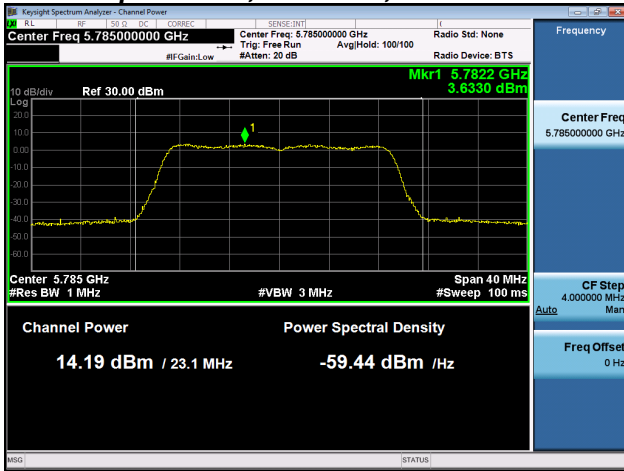 Keysight Spectrum Analyzer - Channel Power
RL RF 50 Ω DC CORREC SENSE:INT
Center Freq 5.785000000 GHz
Center Freq: 5.785000000 GHz Radio Std: None
Trig: Free Run Avg|Hold: 100/100
#IFGain:Low #Atten: 20 dB Radio Device: BTS
Mkr1 5.7822 GHz
3.6330 dBm
10 dB/div Ref 30.00 dBm
Log
20.0
10.0
0.00
-10.0
-20.0
-30.0
-40.0
-50.0
-60.0
1
Center 5.785 GHz Span 40 MHz
#Res BW 1 MHz #VBW 3 MHz #Sweep 100 ms
Channel Power Power Spectral Density
14.19 dBm / 23.1 MHz -59.44 dBm /Hz
MSG STATUS
Frequency
Center Freq
5.785000000 GHz
CF Step
4.000000 MHz
Auto Man
Freq Offset
0 Hz